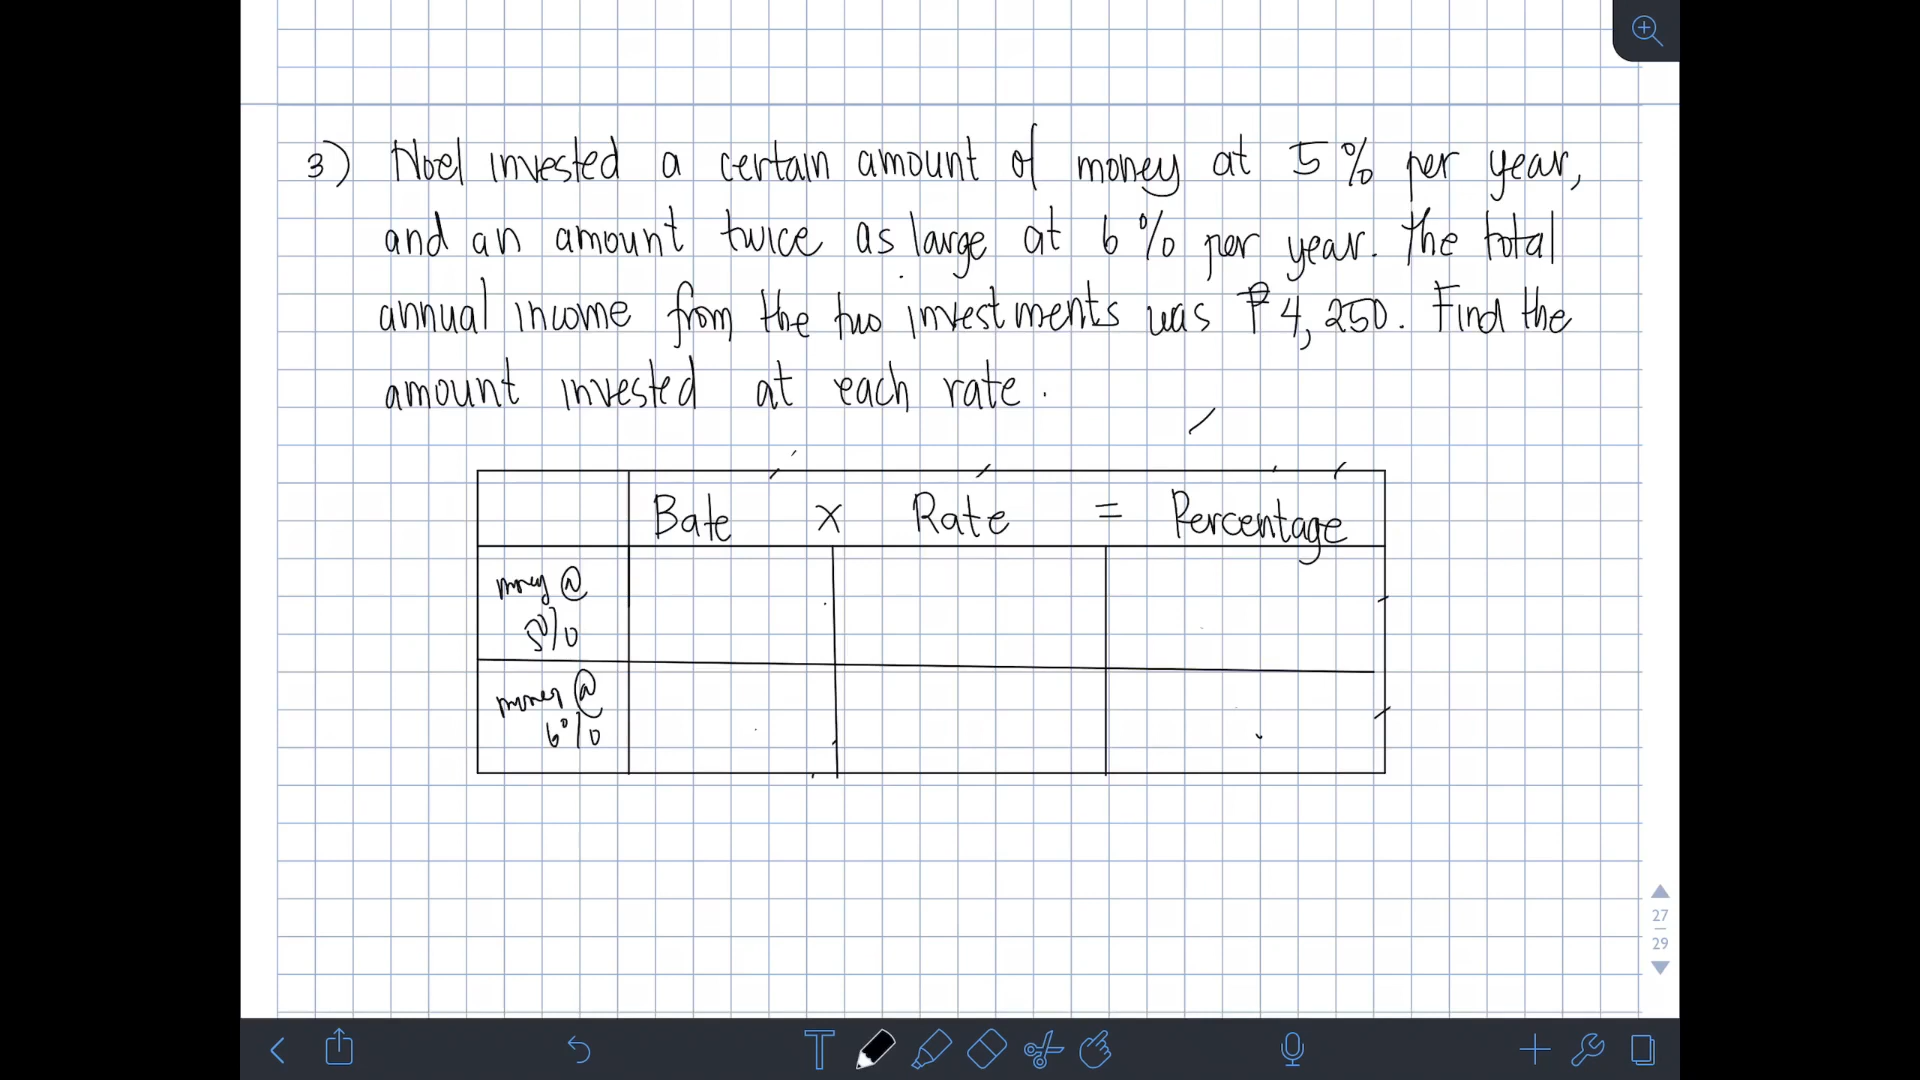 3) Noel invested a certain amount of money at 5% per year,
and an amount twice as large at 6% per year. The total
annual income from the two investments was ₱4,250. Find the
amount invested at each rate.
Bate x Rate = Percentage
money @
5%
money @
6%
27
29